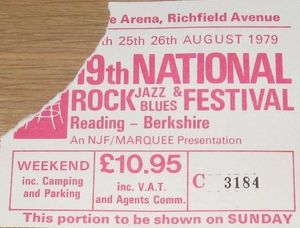 e Arena, Richfield Avenue
th 25th 26th AUGUST 1979
19th NATIONAL
ROCK JAZZ & BLUES FESTIVAL
Reading - Berkshire
An NJF/MARQUEE Presentation
WEEKEND
inc. Camping
and Parking
£10.95
inc. V.A.T.
and Agents Comm.
C 3184
This portion to be shown on SUNDAY